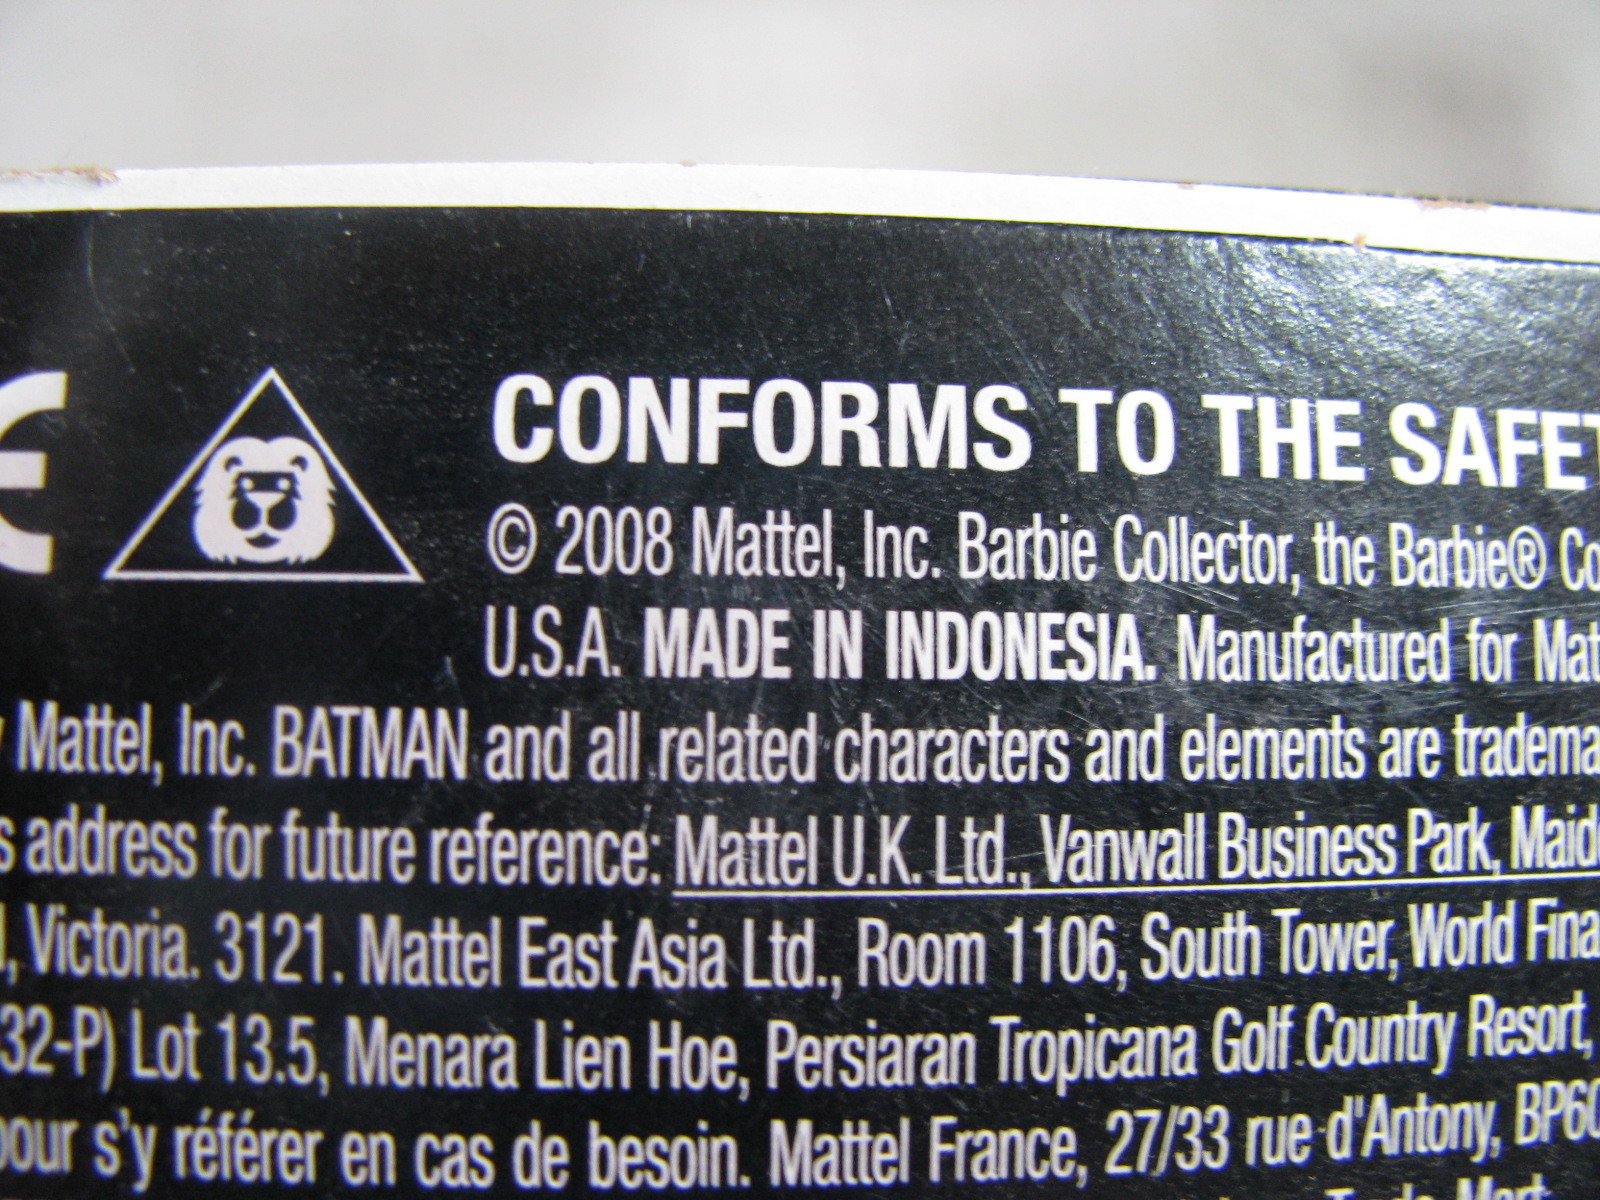 CE
CONFORMS TO THE SAFET
© 2008 Mattel, Inc. Barbie Collector, the Barbie® Co
U.S.A. MADE IN INDONESIA. Manufactured for Mat
y Mattel, Inc. BATMAN and all related characters and elements are tradema
s address for future reference: Mattel U.K. Ltd., Vanwall Business Park, Maide
l, Victoria. 3121. Mattel East Asia Ltd., Room 1106, South Tower, World Fina
32-P) Lot 13.5, Menara Lien Hoe, Persiaran Tropicana Golf Country Resort,
pour s'y référer en cas de besoin. Mattel France, 27/33 rue d'Antony, BP60